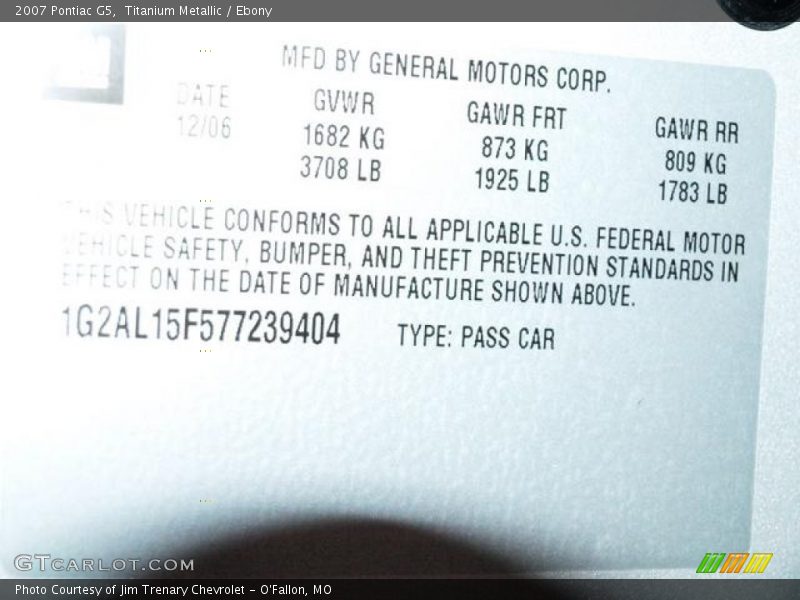 2007 Pontiac G5, Titanium Metallic / Ebony
MFD BY GENERAL MOTORS CORP.
DATE GVWR GAWR FRT GAWR RR
12/06 1682 KG 873 KG 809 KG
3708 LB 1925 LB 1783 LB
THIS VEHICLE CONFORMS TO ALL APPLICABLE U.S. FEDERAL MOTOR
VEHICLE SAFETY, BUMPER, AND THEFT PREVENTION STANDARDS IN
EFFECT ON THE DATE OF MANUFACTURE SHOWN ABOVE.
1G2AL15F577239404 TYPE: PASS CAR
GTCARLOT.COM
Photo Courtesy of Jim Trenary Chevrolet - O'Fallon, MO